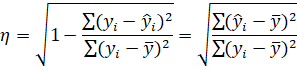 η = √(1 − Σ(yᵢ − ŷᵢ)² / Σ(yᵢ − ȳ)²) = √(Σ(ŷᵢ − ȳ)² / Σ(yᵢ − ȳ)²)